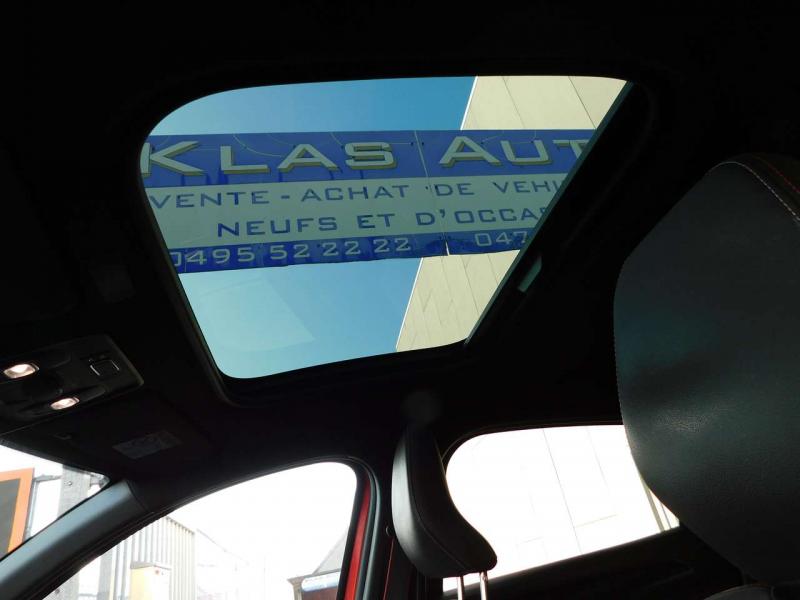 KLAS AUT
VENTE - ACHAT DE VEHI
NEUFS ET D'OCCAS
0495 52 22 22 047